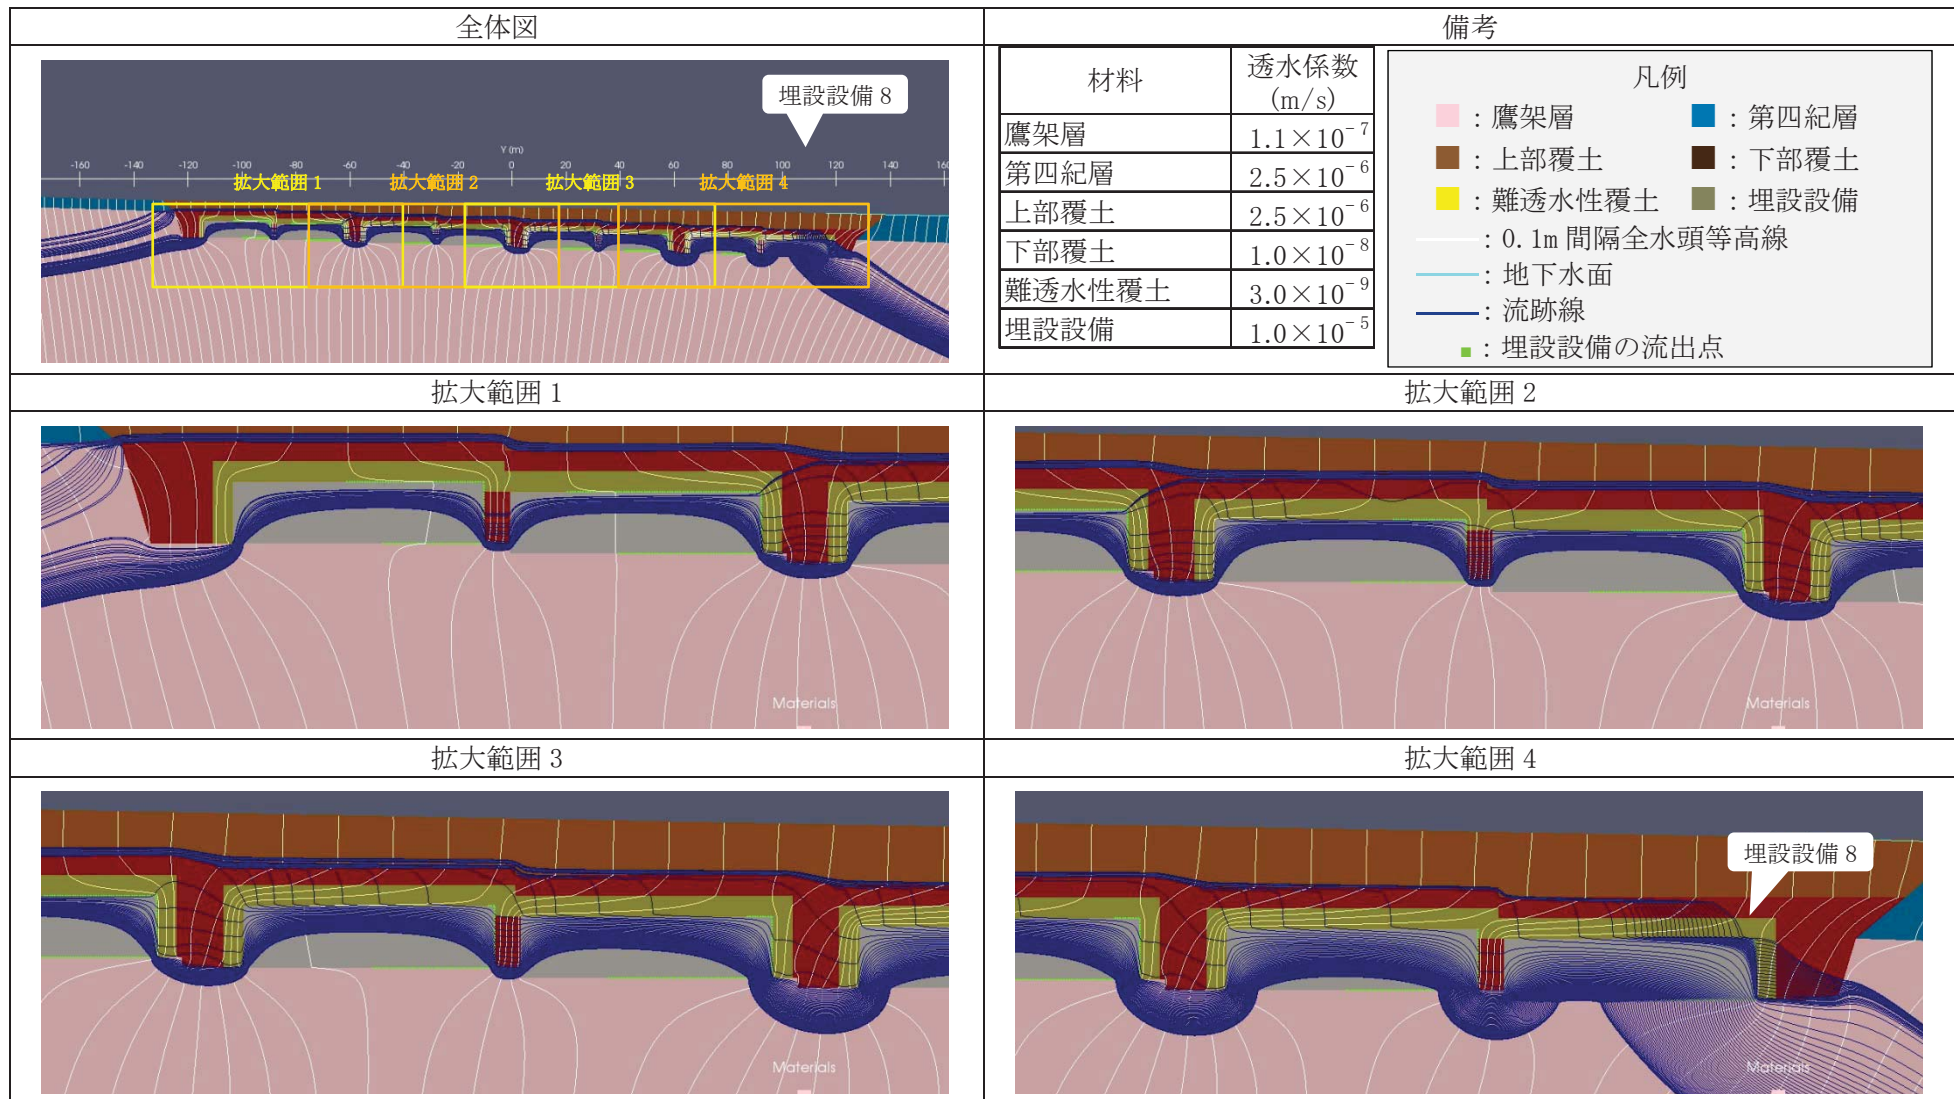 全体図
備考
埋設設備 8
Y (m)
-160 -140 -120 -100 -80 -60 -40 -20 0 20 40 60 80 100 120 140 160
拡大範囲 1 拡大範囲 2 拡大範囲 3 拡大範囲 4
材料 透水係数
(m/s)
鷹架層 1.1×10⁻⁷
第四紀層 2.5×10⁻⁶
上部覆土 2.5×10⁻⁶
下部覆土 1.0×10⁻⁸
難透水性覆土 3.0×10⁻⁹
埋設設備 1.0×10⁻⁵
凡例
：鷹架層 ：第四紀層
：上部覆土 ：下部覆土
：難透水性覆土 ：埋設設備
：0.1m 間隔全水頭等高線
：地下水面
：流跡線
：埋設設備の流出点
拡大範囲 1
拡大範囲 2
Materials
Materials
拡大範囲 3
拡大範囲 4
埋設設備 8
Materials
Materials